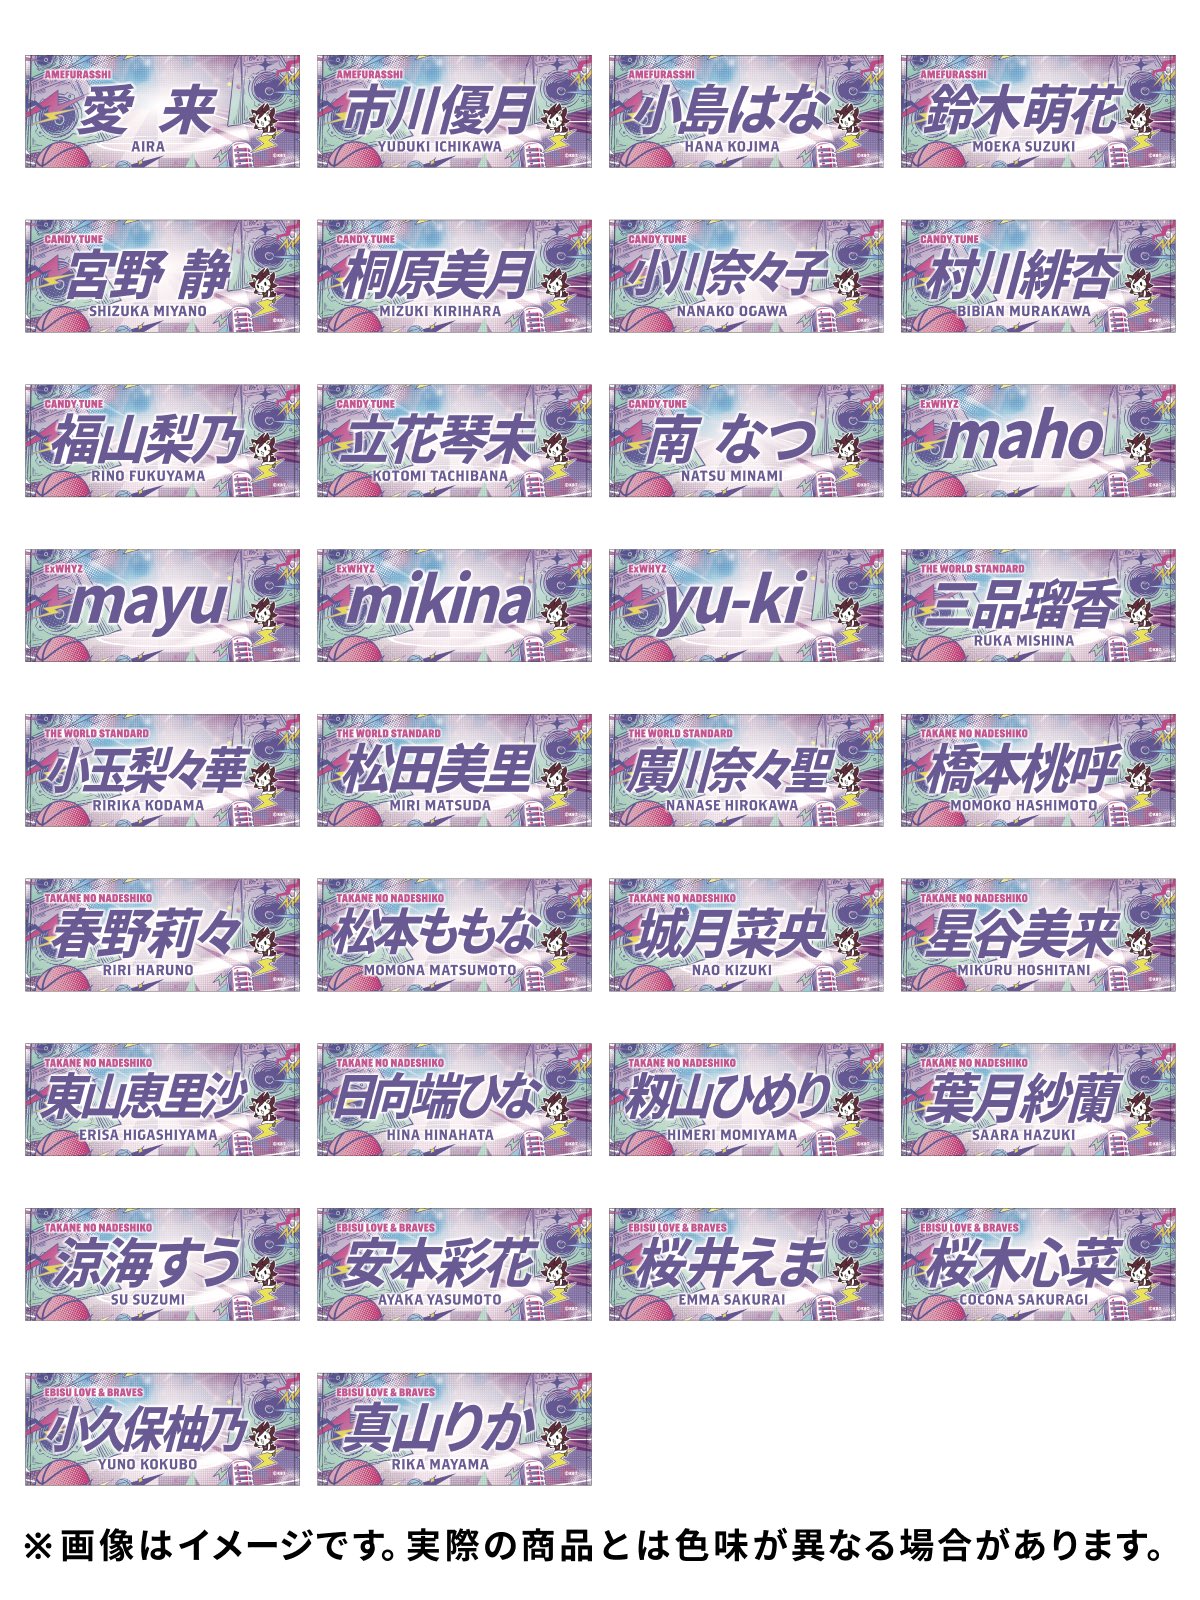 AMEFURASSHI
愛 来
AIRA
AMEFURASSHI
市川優月
YUDUKI ICHIKAWA
AMEFURASSHI
小島はな
HANA KOJIMA
AMEFURASSHI
鈴木萌花
MOEKA SUZUKI
CANDY TUNE
宮野 静
SHIZUKA MIYANO
CANDY TUNE
桐原美月
MIZUKI KIRIHARA
CANDY TUNE
小川奈々子
NANAKO OGAWA
CANDY TUNE
村川緋杏
BIBIAN MURAKAWA
CANDY TUNE
福山梨乃
RINO FUKUYAMA
CANDY TUNE
立花琴未
KOTOMI TACHIBANA
CANDY TUNE
南 なつ
NATSU MINAMI
ExWHYZ
maho
ExWHYZ
mayu
ExWHYZ
mikina
ExWHYZ
yu-ki
THE WORLD STANDARD
三品瑠香
RUKA MISHINA
THE WORLD STANDARD
小玉梨々華
RIRIKA KODAMA
THE WORLD STANDARD
松田美里
MIRI MATSUDA
THE WORLD STANDARD
廣川奈々聖
NANASE HIROKAWA
TAKANE NO NADESHIKO
橋本桃呼
MOMOKO HASHIMOTO
TAKANE NO NADESHIKO
春野莉々
RIRI HARUNO
TAKANE NO NADESHIKO
松本ももな
MOMONA MATSUMOTO
TAKANE NO NADESHIKO
城月菜央
NAO KIZUKI
TAKANE NO NADESHIKO
星谷美来
MIKURU HOSHITANI
TAKANE NO NADESHIKO
東山恵里沙
ERISA HIGASHIYAMA
TAKANE NO NADESHIKO
日向端ひな
HINA HINAHATA
TAKANE NO NADESHIKO
籾山ひめり
HIMERI MOMIYAMA
TAKANE NO NADESHIKO
葉月紗蘭
SAARA HAZUKI
TAKANE NO NADESHIKO
涼海すう
SU SUZUMI
EBISU LOVE & BRAVES
安本彩花
AYAKA YASUMOTO
EBISU LOVE & BRAVES
桜井えま
EMMA SAKURAI
EBISU LOVE & BRAVES
桜木心菜
COCONA SAKURAGI
EBISU LOVE & BRAVES
小久保柚乃
YUNO KOKUBO
EBISU LOVE & BRAVES
真山りか
RIKA MAYAMA
※画像はイメージです。実際の商品とは色味が異なる場合があります。